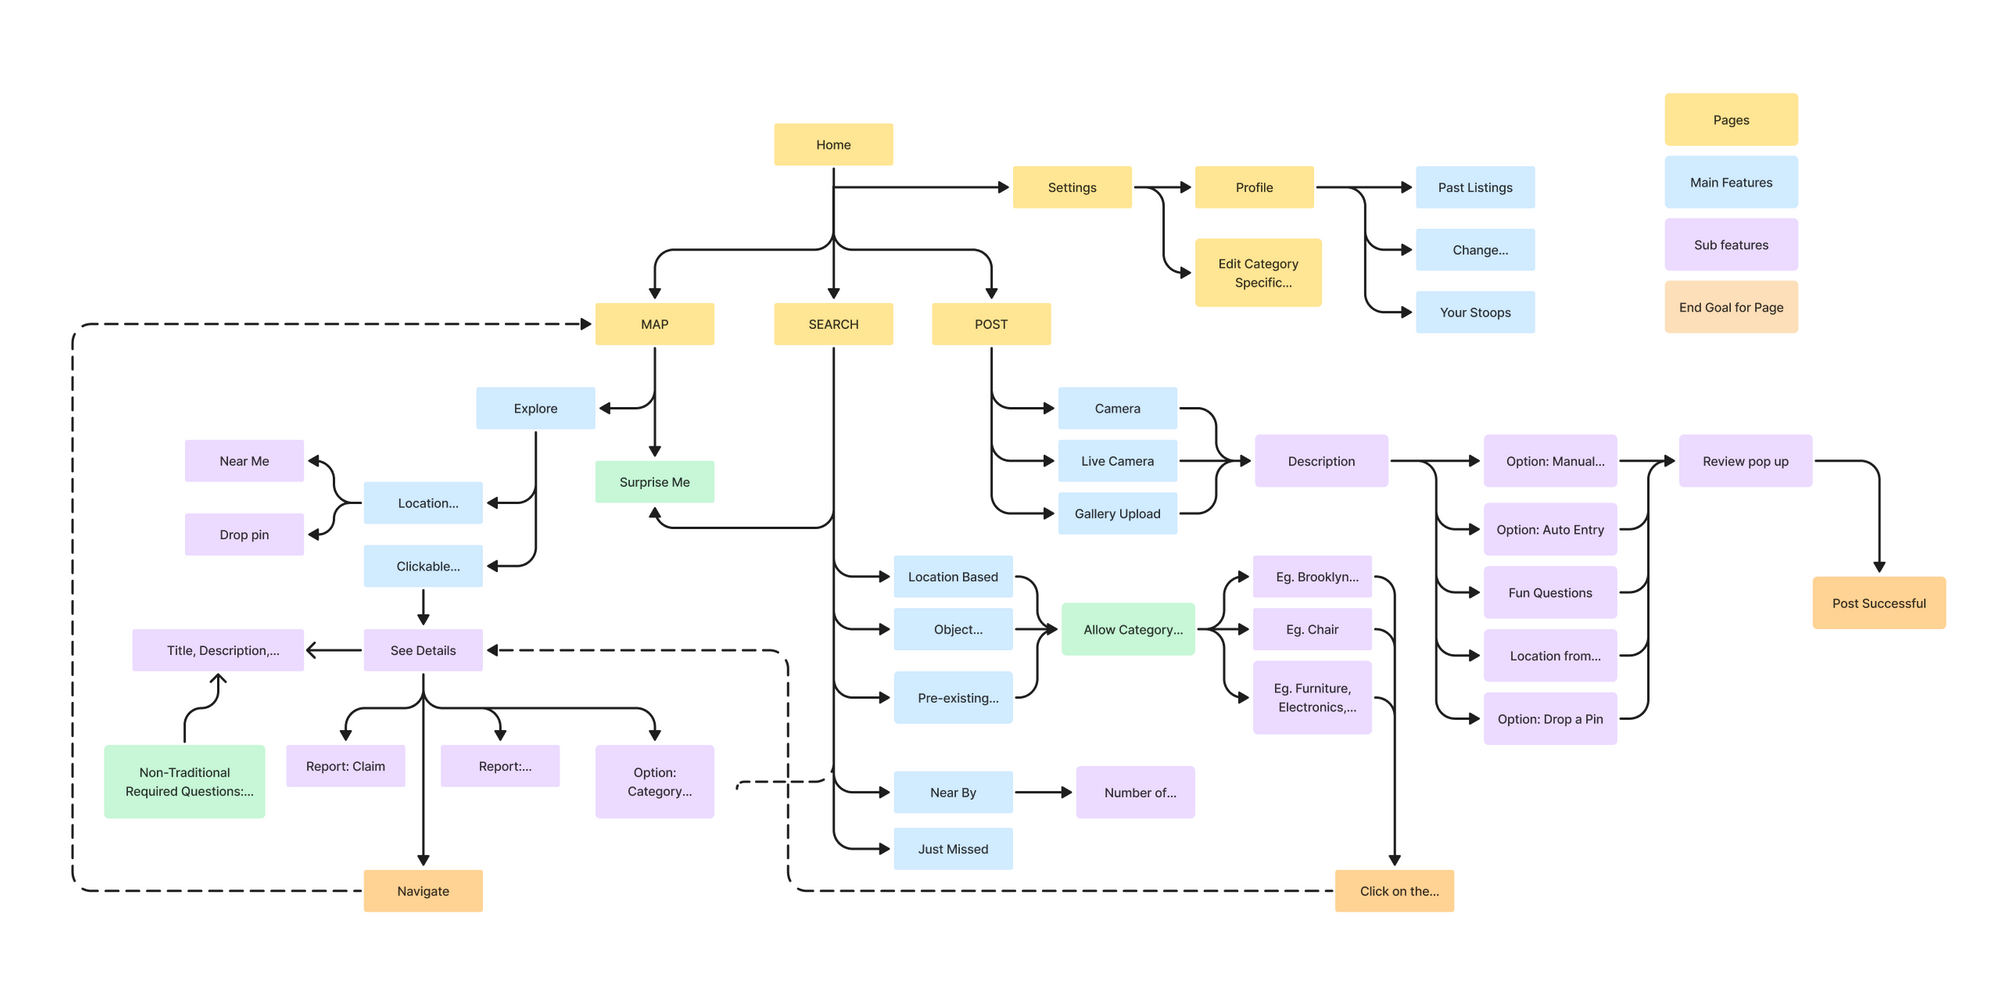 Home
Settings
Profile
Past Listings
Edit Category
Specific...
Change...
Your Stoops
Pages
Main Features
Sub features
End Goal for Page
MAP
SEARCH
POST
Explore
Surprise Me
Near Me
Drop pin
Location...
Clickable...
See Details
Title, Description,...
Non-Traditional
Required Questions:...
Report: Claim
Report:...
Option:
Category...
Navigate
Camera
Live Camera
Gallery Upload
Description
Option: Manual...
Option: Auto Entry
Fun Questions
Location from...
Option: Drop a Pin
Review pop up
Post Successful
Location Based
Object...
Pre-existing...
Allow Category...
Eg. Brooklyn...
Eg. Chair
Eg. Furniture,
Electronics,...
Near By
Number of...
Just Missed
Click on the...